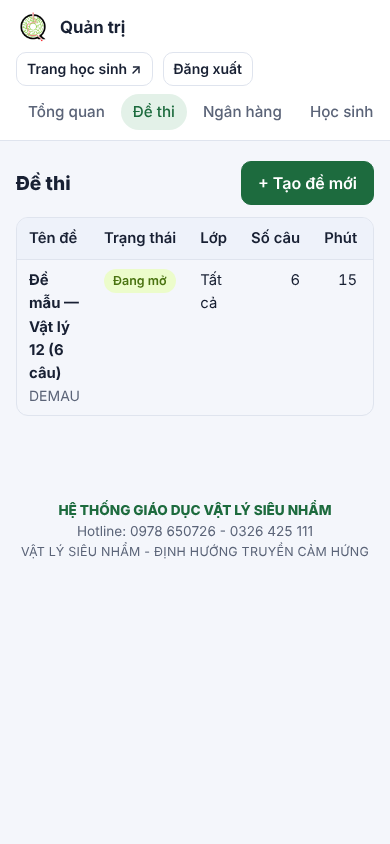 Quản trị
Trang học sinh ↗ Đăng xuất
Tổng quan Đề thi Ngân hàng Học sinh
Đề thi + Tạo đề mới
Tên đề Trạng thái Lớp Số câu Phút
Đề Đang mở Tất 6 15
mẫu — cả
Vật lý
12 (6
câu)
DEMAU
HỆ THỐNG GIÁO DỤC VẬT LÝ SIÊU NHẨM
Hotline: 0978 650726 - 0326 425 111
VẬT LÝ SIÊU NHẨM - ĐỊNH HƯỚNG TRUYỀN CẢM HỨNG